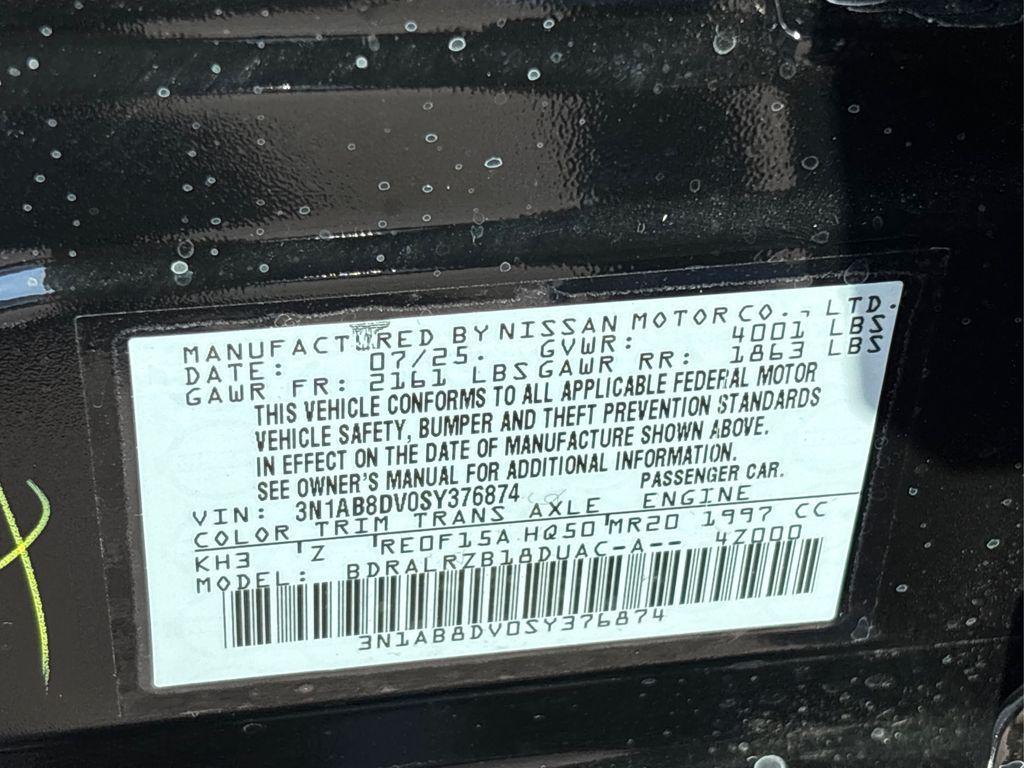 MANUFACTURED BY NISSAN MOTOR CO., LTD.
DATE: 07/25. GVWR: 4001 LBS
GAWR FR: 2161 LBS GAWR RR: 1863 LBS
THIS VEHICLE CONFORMS TO ALL APPLICABLE FEDERAL MOTOR
VEHICLE SAFETY, BUMPER AND THEFT PREVENTION STANDARDS
IN EFFECT ON THE DATE OF MANUFACTURE SHOWN ABOVE.
SEE OWNER'S MANUAL FOR ADDITIONAL INFORMATION.
VIN: 3N1AB8DV0SY376874 PASSENGER CAR.
COLOR TRIM TRANS AXLE ENGINE
KH3 Z RE0F15A HQ50 MR20 1997 CC
MODEL: BDRALRZB18DUAC-A-- 4Z000
3N1AB8DV0SY376874